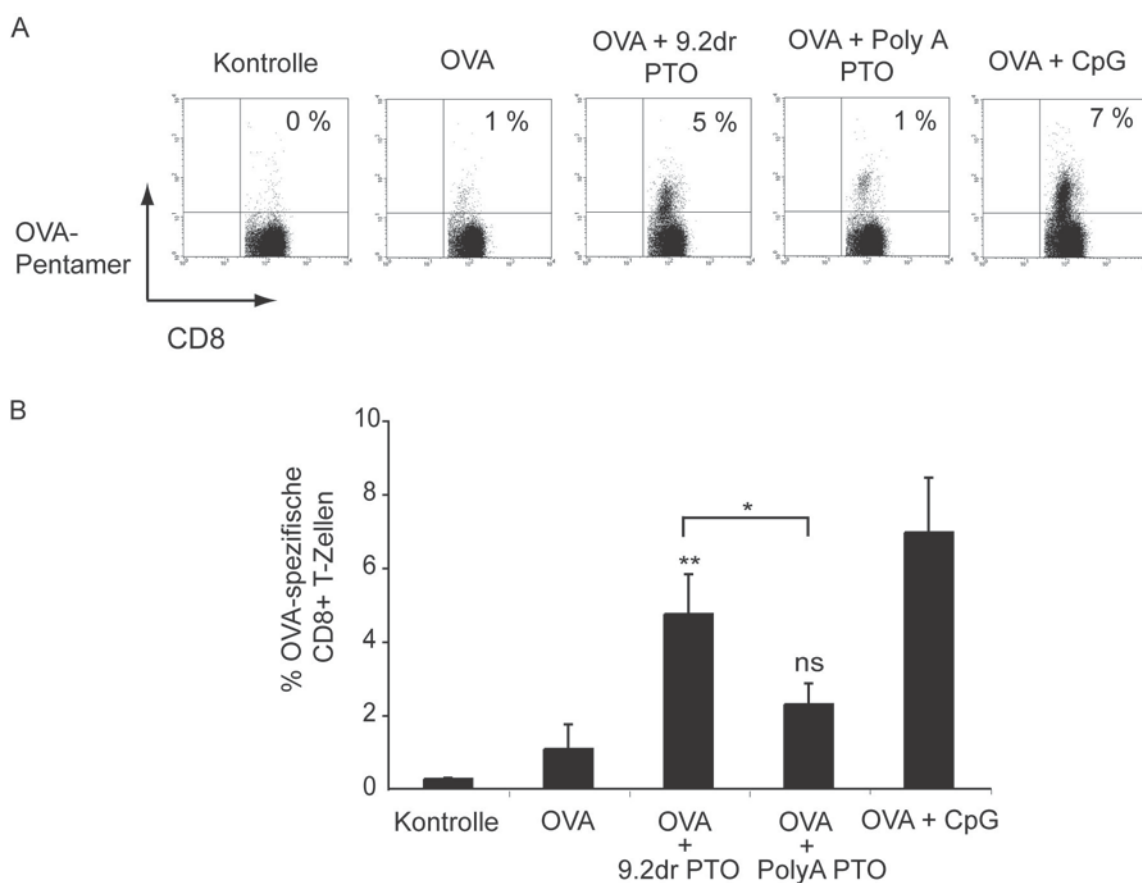 A
Kontrolle
OVA
OVA + 9.2dr
PTO
OVA + Poly A
PTO
OVA + CpG
0 %
1 %
5 %
1 %
7 %
OVA-
Pentamer
CD8
B
% OVA-spezifische
CD8+ T-Zellen
10
8
6
4
2
0
*
**
ns
Kontrolle
OVA
OVA
+
9.2dr PTO
OVA
+
PolyA PTO
OVA + CpG